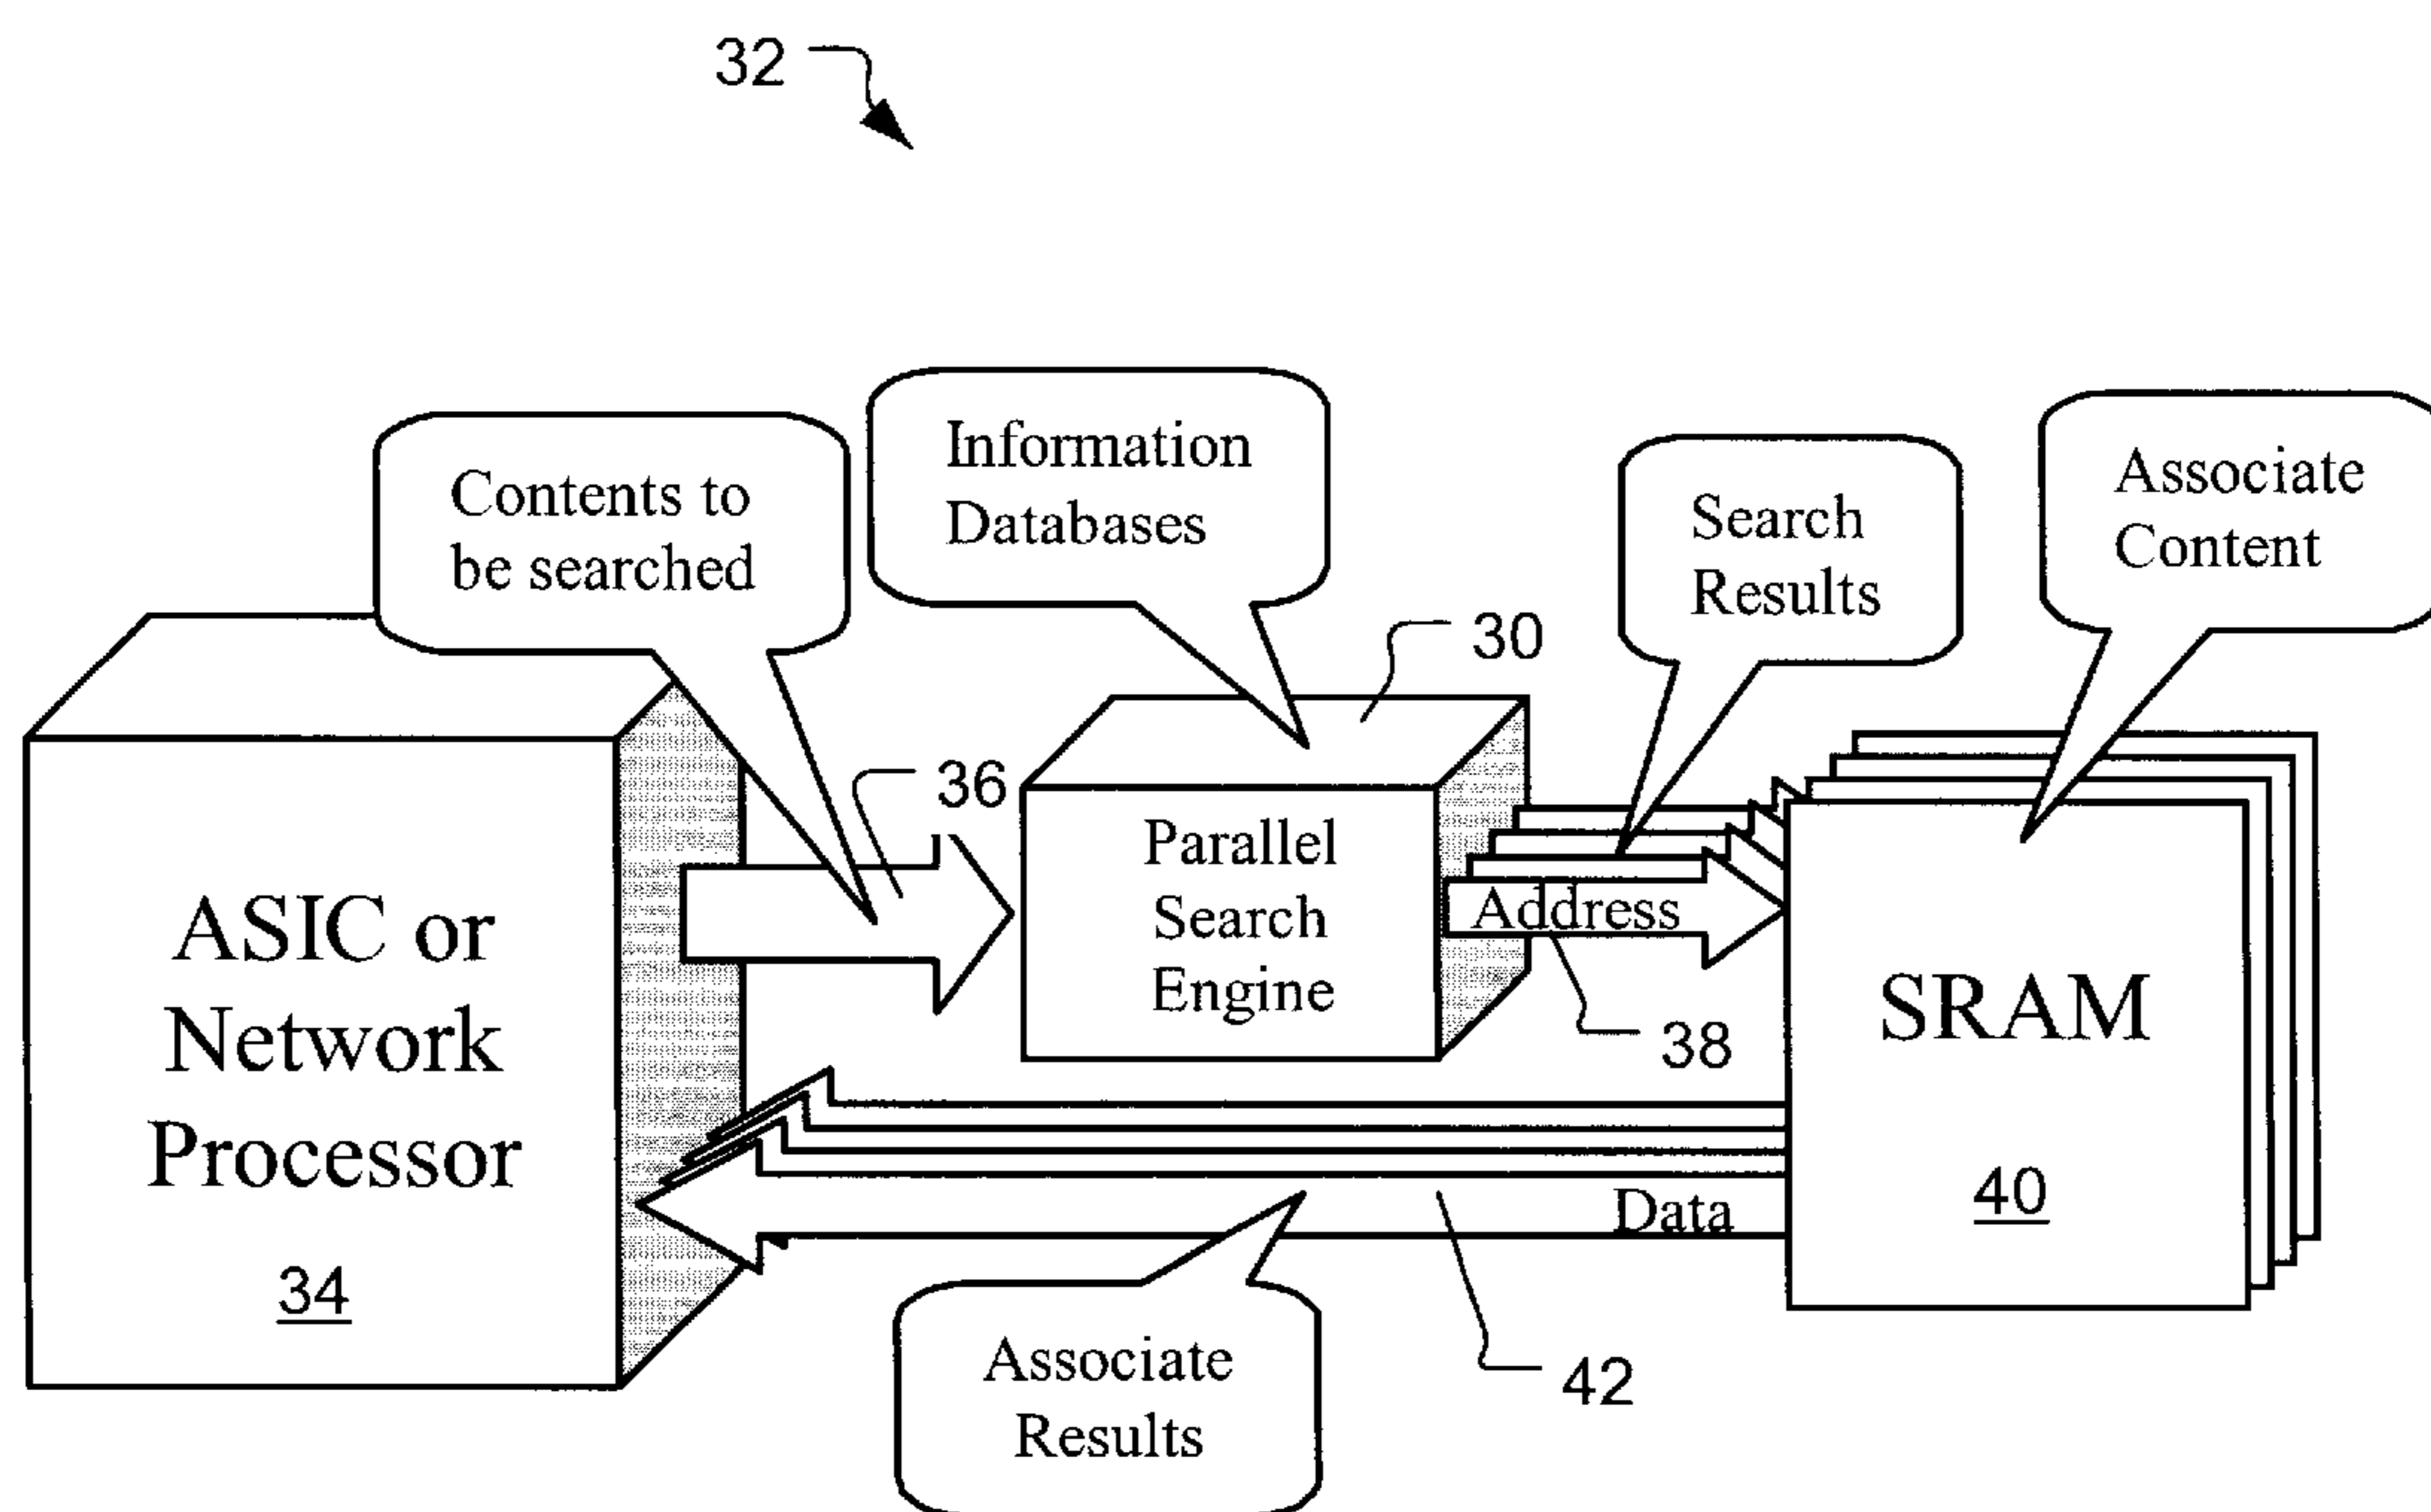 32
Contents to
be searched
Information
Databases
Search
Results
Associate
Content
30
36
Parallel
Search
Engine
Address
38
ASIC or
Network
Processor
34
SRAM
40
Data
42
Associate
Results